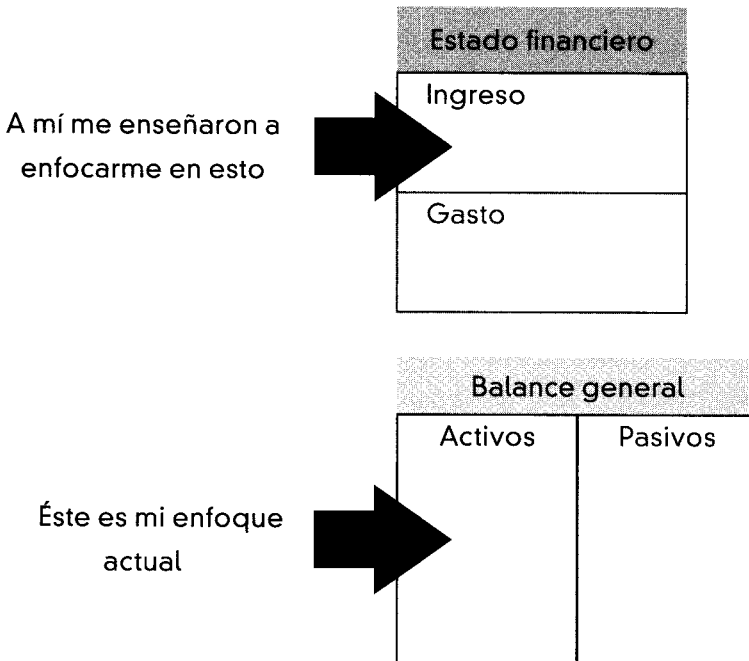 Estado financiero
Ingreso
A mí me enseñaron a
enfocarme en esto
Gasto
Balance general
Activos
Pasivos
Éste es mi enfoque
actual